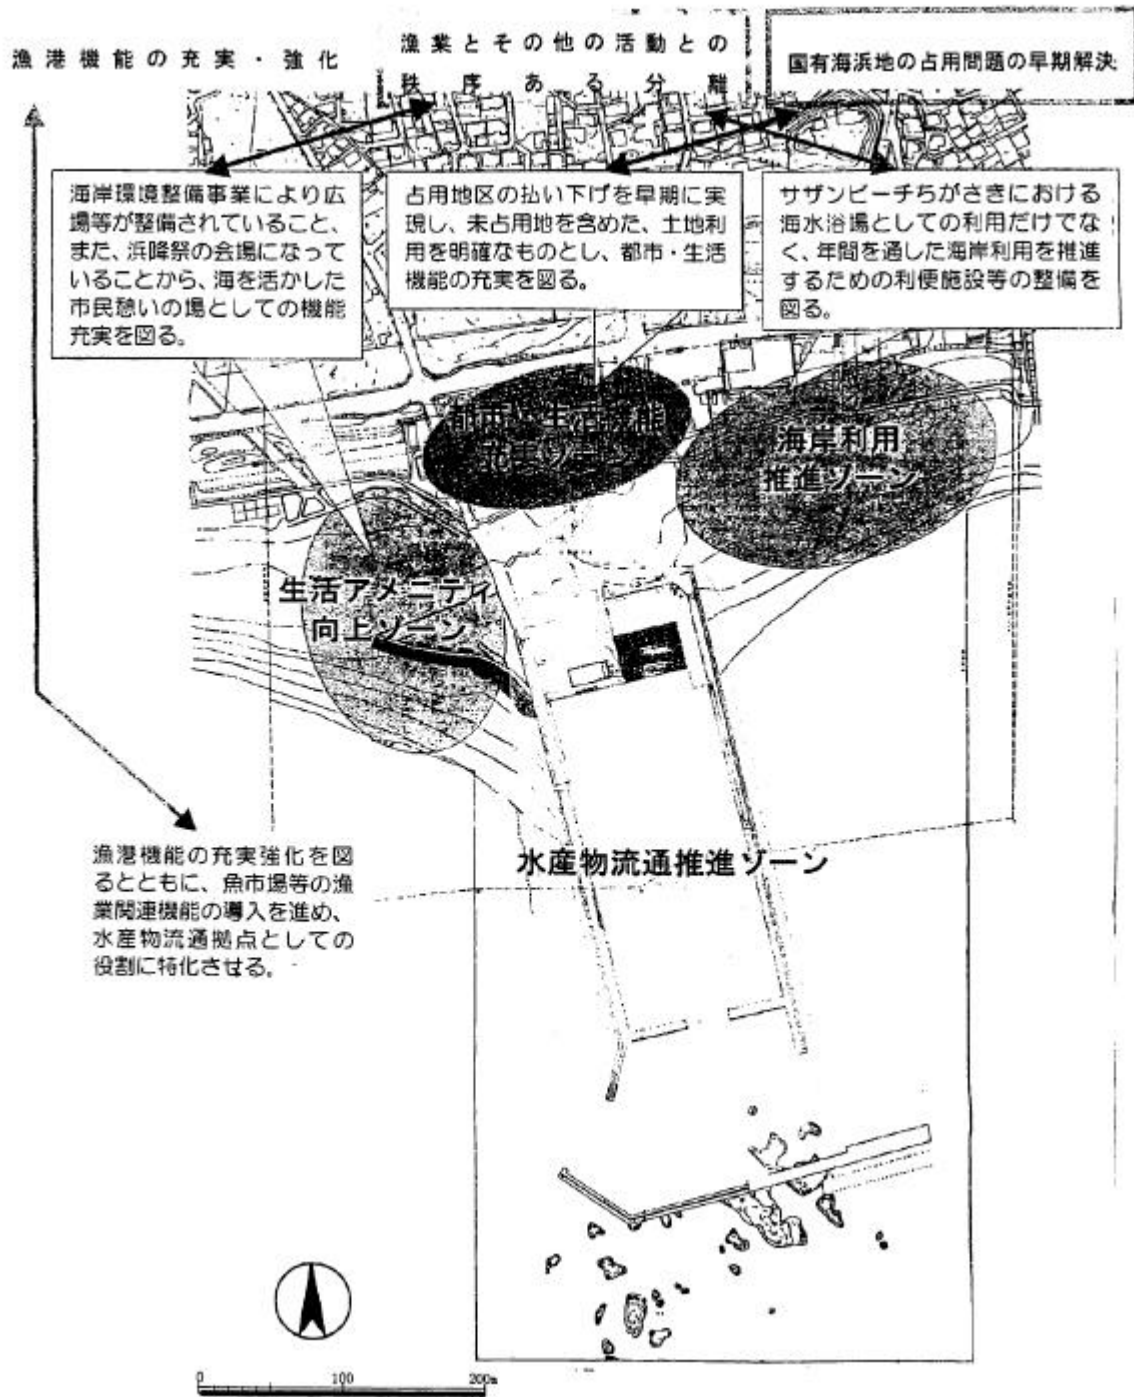 漁港機能の充実・強化
漁業とその他の活動との
秩序ある分離
国有海浜地の占用問題の早期解決
海岸環境整備事業により広
場等が整備されていること、
また、浜降祭の会場になって
いることから、海を活かした
市民憩いの場としての機能
充実を図る。
占用地区の払い下げを早期に実
現し、未占用地を含めた、土地利
用を明確なものとし、都市・生活
機能の充実を図る。
サザンビーチちがさきにおける
海水浴場としての利用だけでな
く、年間を通した海岸利用を推進
するための利便施設等の整備を
図る。
都市・生活機能
ゾーン
海岸利用
推進ゾーン
生活アメニティ
向上ゾーン
水産物流通推進ゾーン
漁港機能の充実強化を図
るとともに、魚市場等の漁
業関連機能の導入を進め、
水産物流通拠点としての
役割に特化させる。
0 100 200m